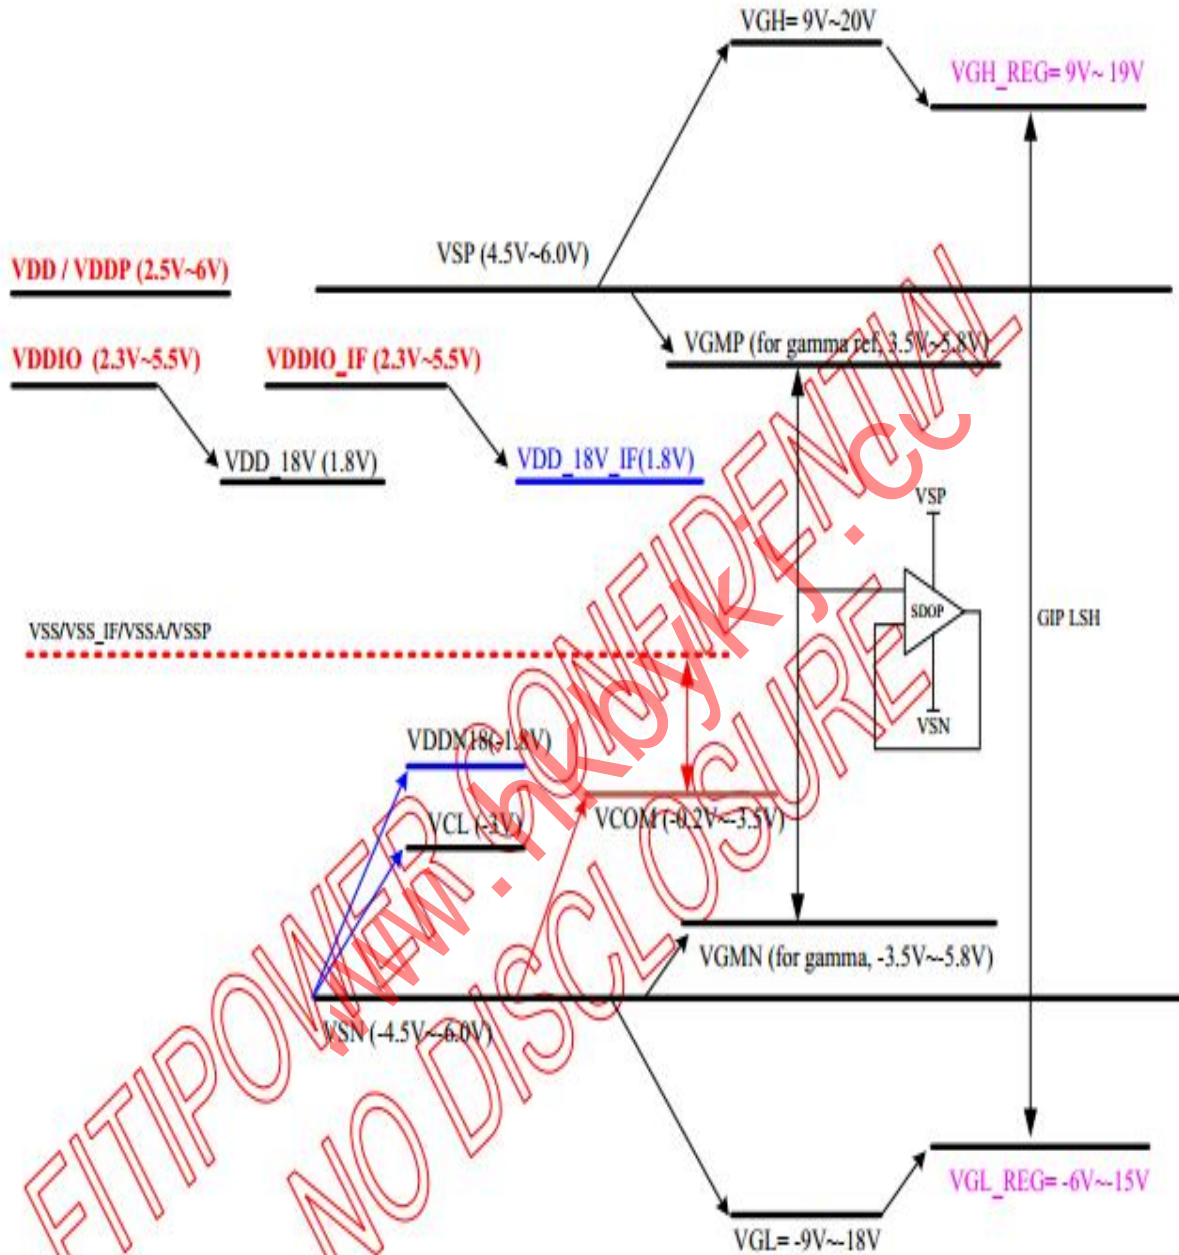 VGH= 9V~20V
VGH_REG= 9V~ 19V
VSP (4.5V~6.0V)
VDD / VDDP (2.5V~6V)
VGMP (for gamma ref, 3.5V~5.8V)
VDDIO (2.3V~5.5V)
VDDIO_IF (2.3V~5.5V)
VDD_18V (1.8V)
VDD_18V_IF(1.8V)
VSP
SDOP
GIP LSH
VSS/VSS_IF/VSSA/VSSP
VSN
VDDN18(-1.8V)
VCL (-3V)
VCOM (-0.2V~-3.5V)
VGMN (for gamma, -3.5V~-5.8V)
VSN (-4.5V~-6.0V)
VGL_REG= -6V~-15V
VGL= -9V~-18V
FITIPOWER CONFIDENTIAL
NO DISCLOSURE
www.hkbykj.cc